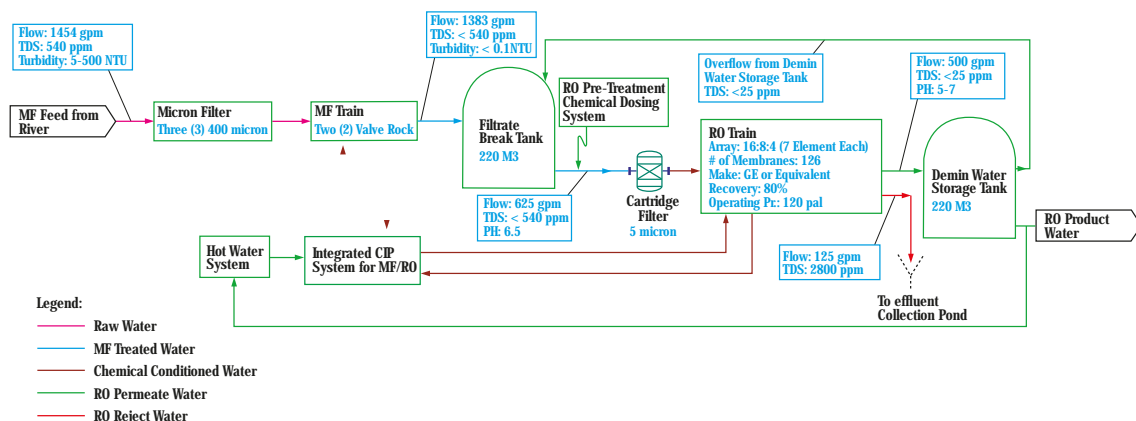 Flow: 1454 gpm
TDS: 540 ppm
Turbidity: 5-500 NTU
Flow: 1383 gpm
TDS: < 540 ppm
Turbidity: < 0.1NTU
Overflow from Demin
Water Storage Tank
TDS: <25 ppm
Flow: 500 gpm
TDS: <25 ppm
PH: 5-7
MF Feed from
River
Micron Filter
Three (3) 400 micron
MF Train
Two (2) Valve Rock
Filtrate
Break Tank
220 M3
RO Pre-Treatment
Chemical Dosing
System
RO Train
Array: 16:8:4 (7 Element Each)
# of Membranes: 126
Make: GE or Equivalent
Recovery: 80%
Operating Pr.: 120 pal
Demin Water
Storage Tank
220 M3
Cartridge
Filter
5 micron
Flow: 625 gpm
TDS: < 540 ppm
PH: 6.5
RO Product
Water
Hot Water
System
Integrated CIP
System for MF/RO
Flow: 125 gpm
TDS: 2800 ppm
To effluent
Collection Pond
Legend:
Raw Water
MF Treated Water
Chemical Conditioned Water
RO Permeate Water
RO Reject Water